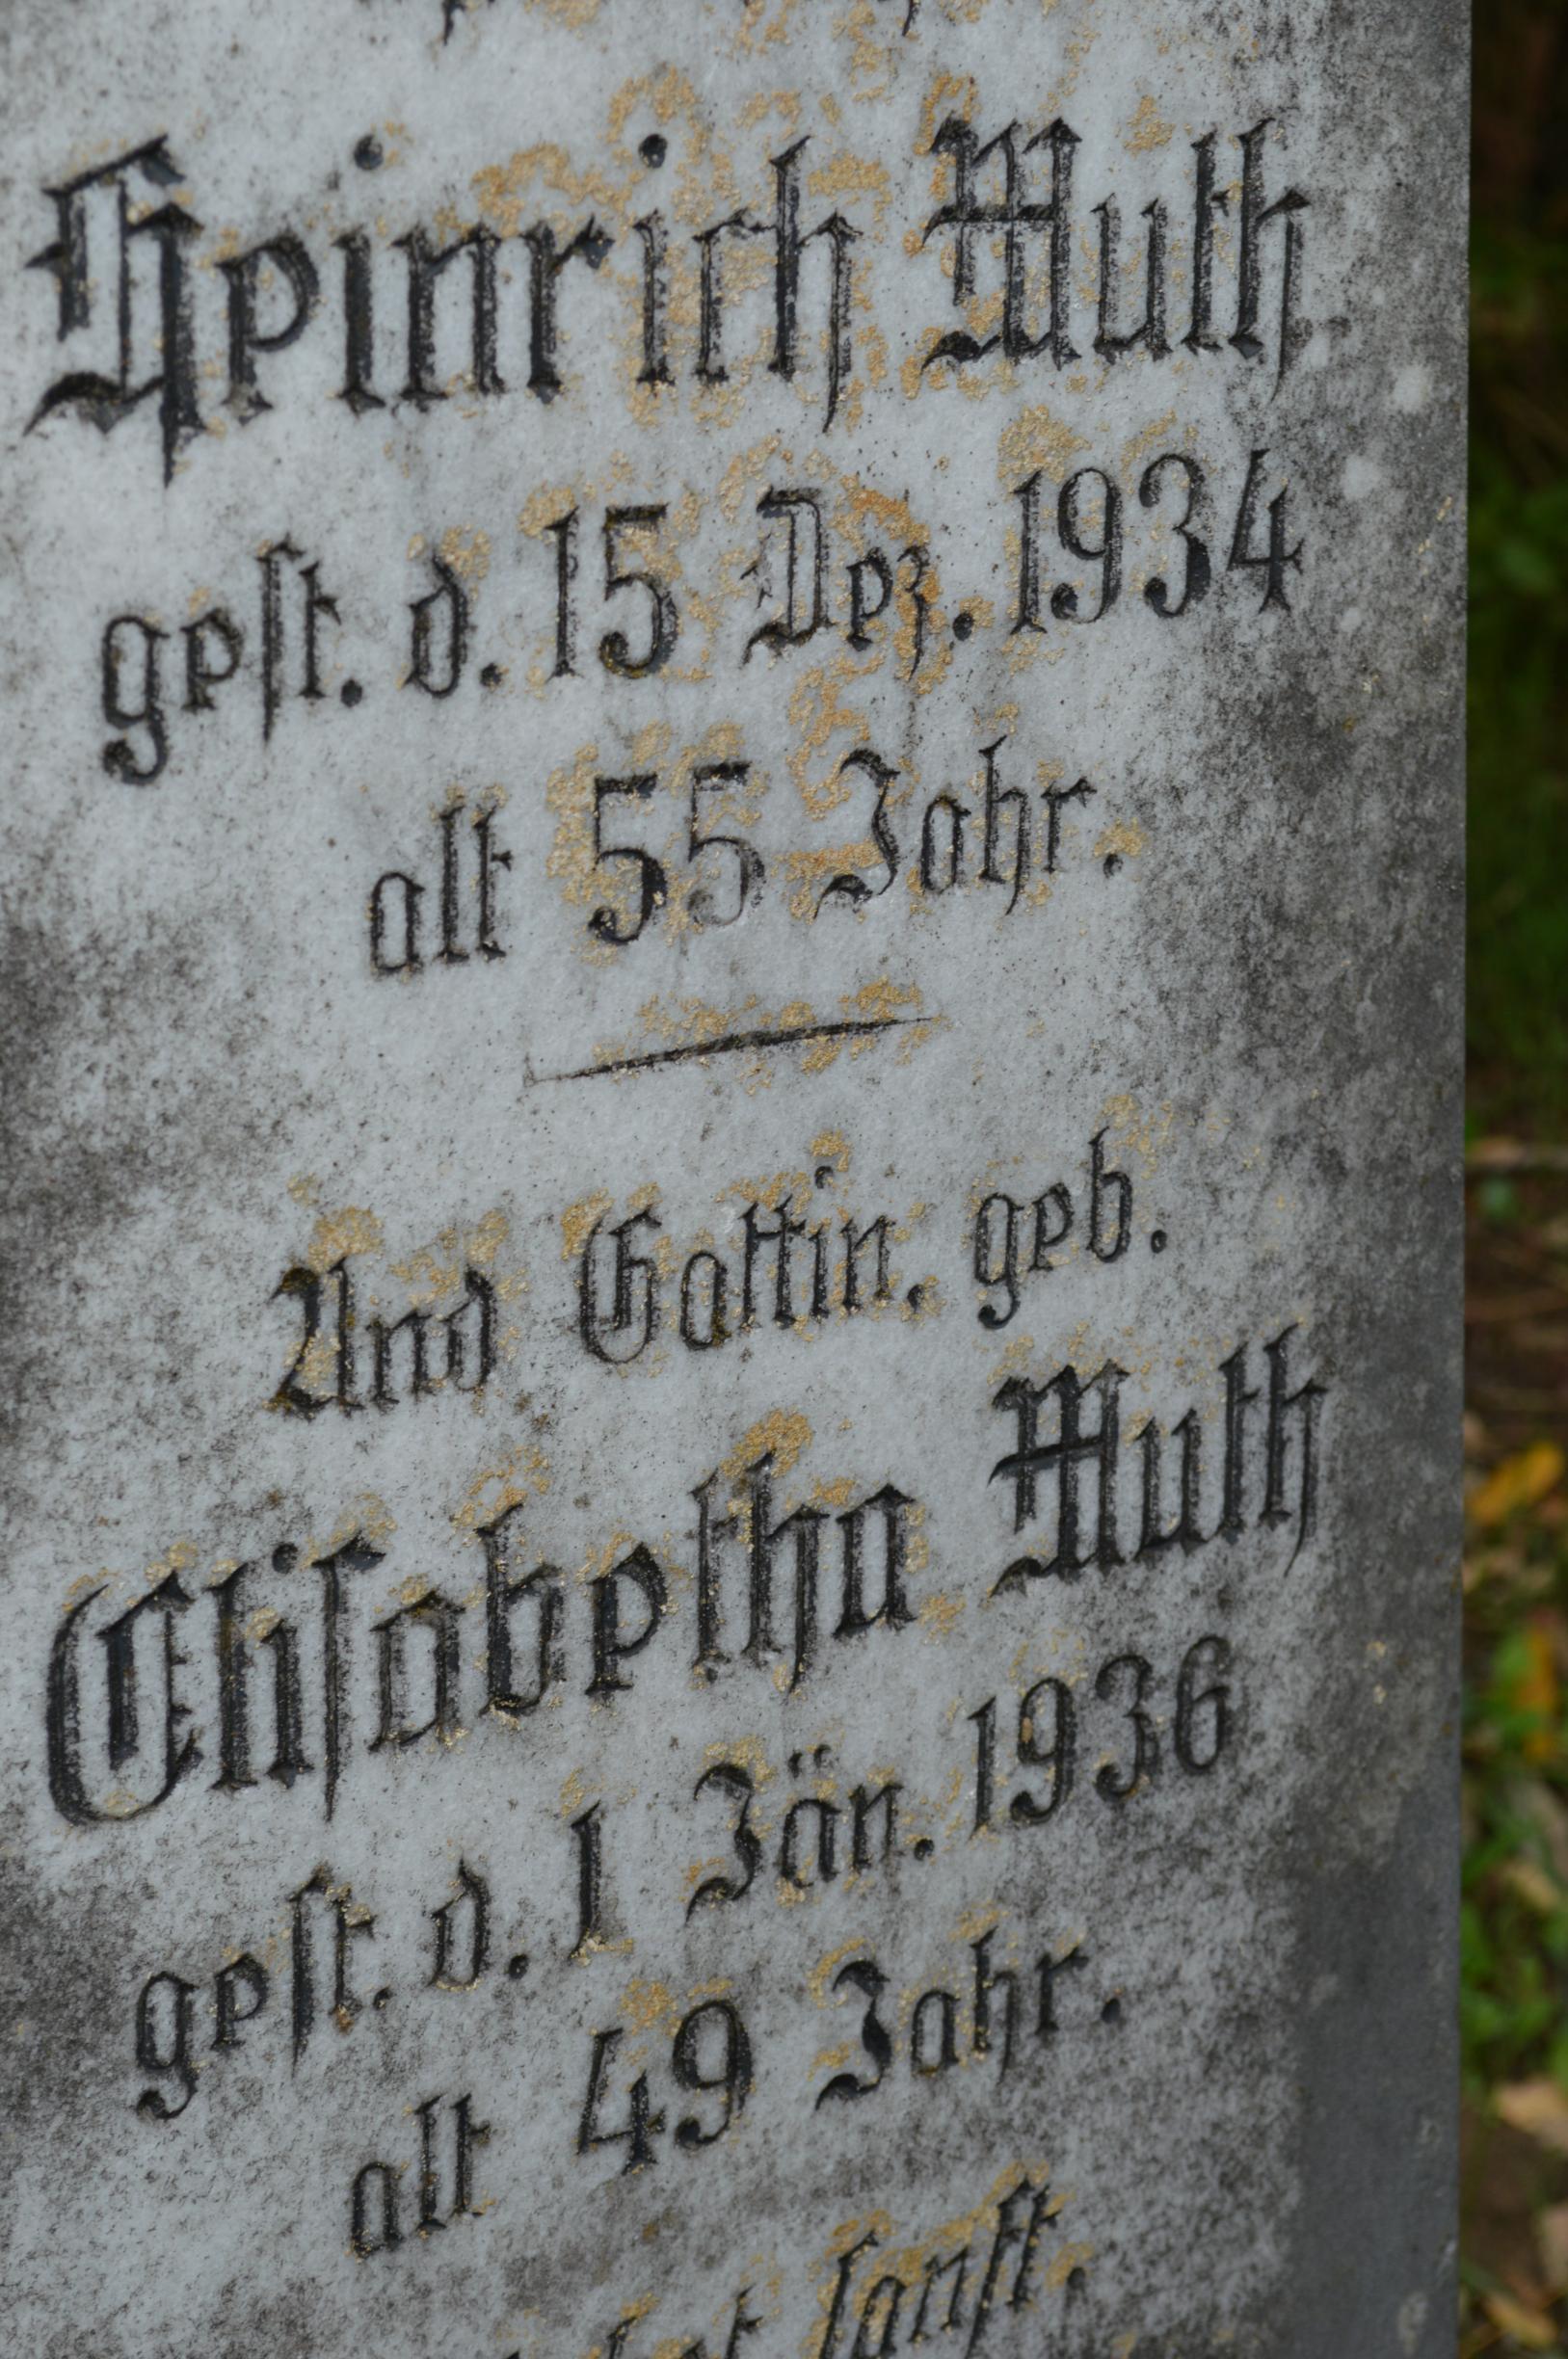 Heinrich Muth
gest. d. 15 Dez. 1934
alt 55 Jahr.
Und Gattin, geb.
Elisabetha Muth
gest. d. 1 Jän. 1936
alt 49 Jahr.
sanft.